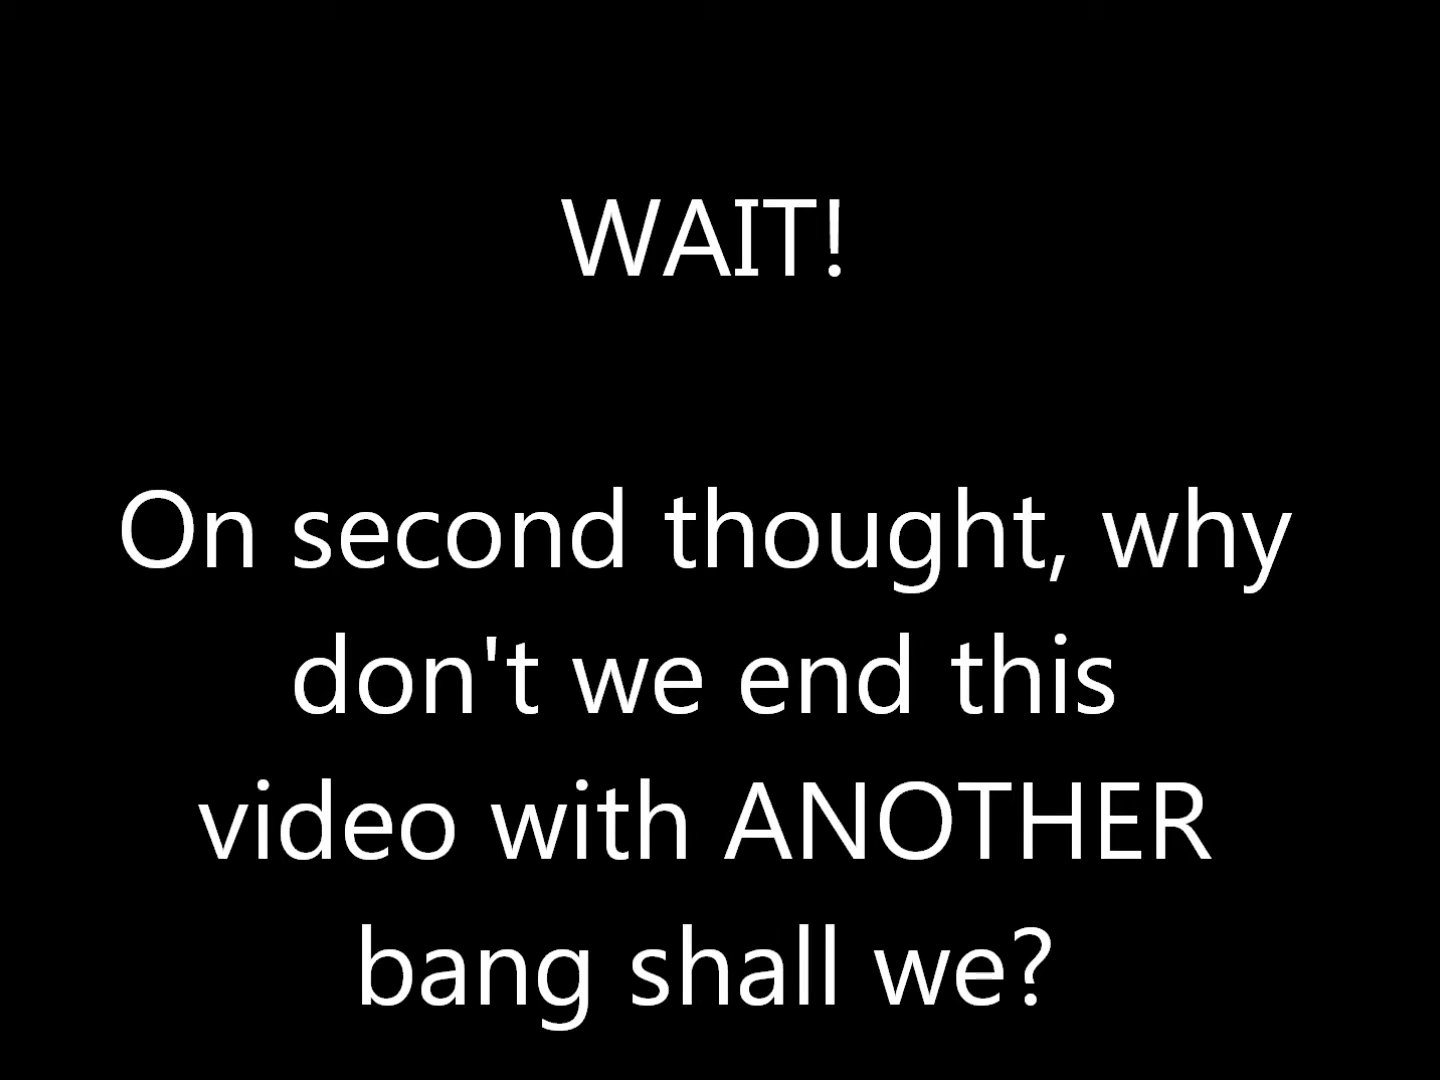 WAIT!
On second thought, why
don't we end this
video with ANOTHER
bang shall we?